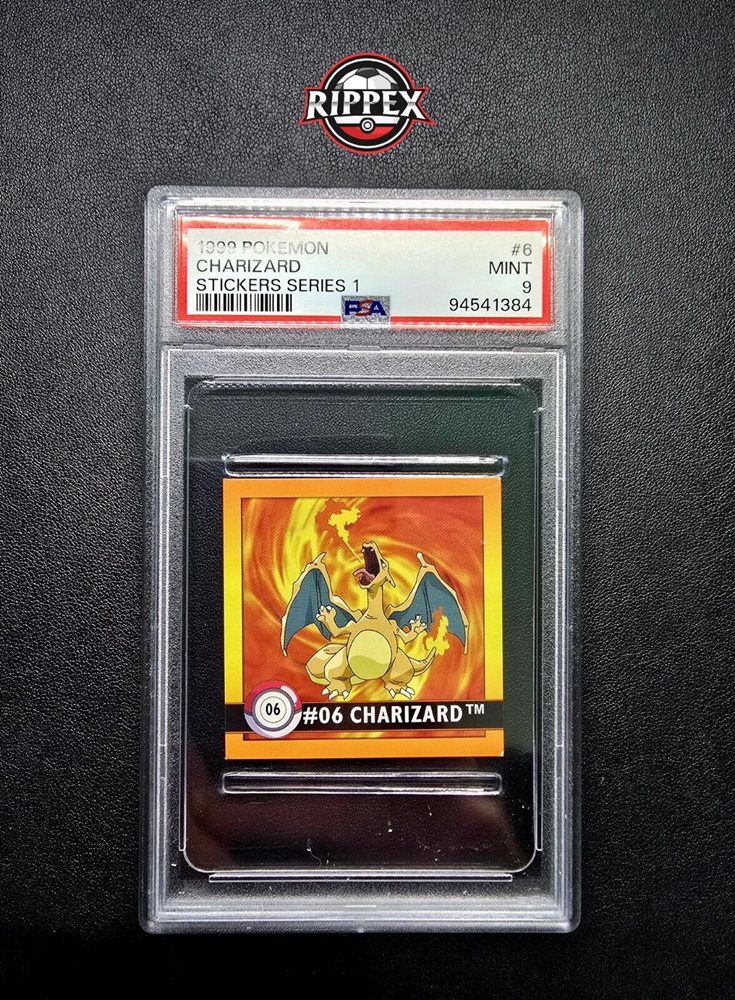 RIPPEX
1999 POKEMON #6
CHARIZARD MINT
STICKERS SERIES 1 9
PSA 94541384
06 #06 CHARIZARD™